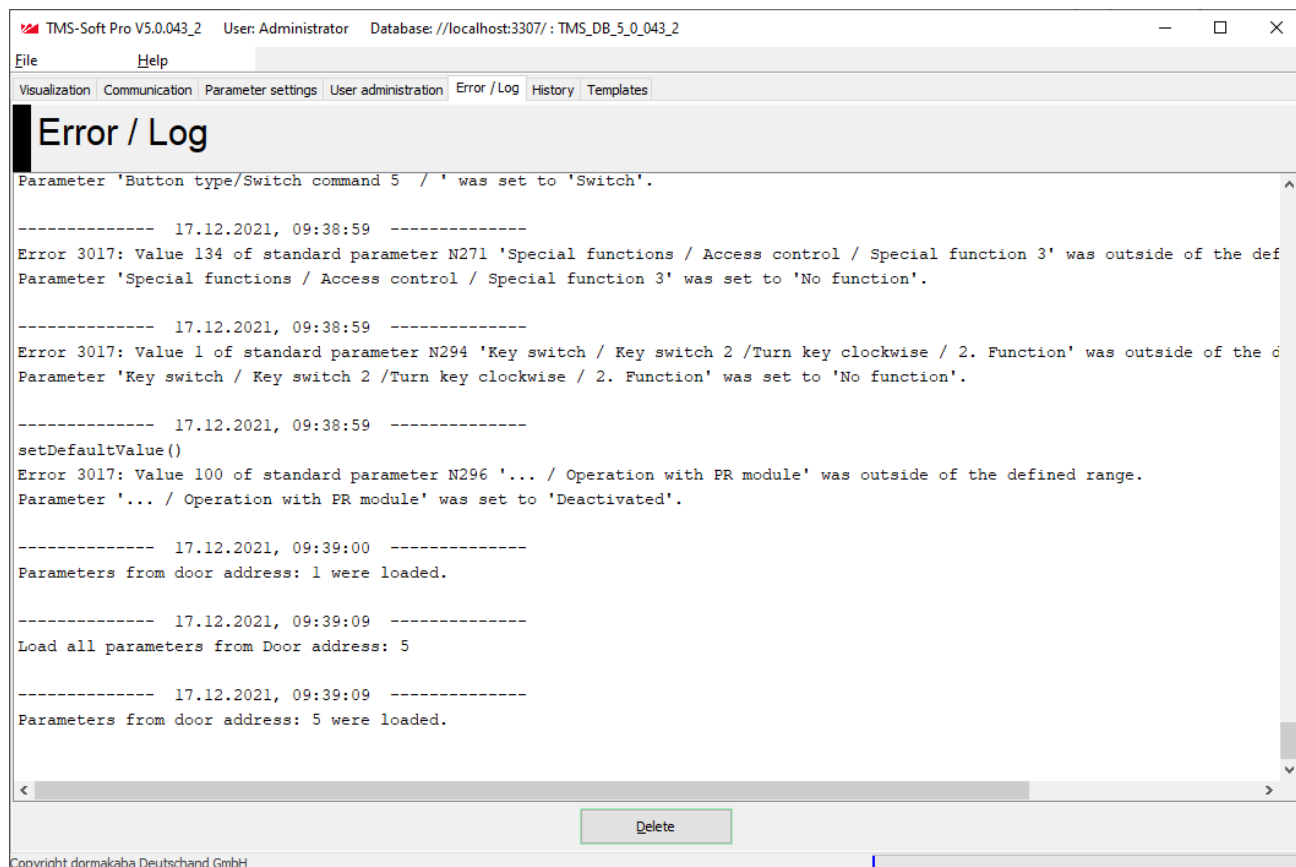 TMS-Soft Pro V5.0.043_2 User: Administrator Database: //localhost:3307/ : TMS_DB_5_0_043_2
File Help
Visualization Communication Parameter settings User administration Error / Log History Templates
Error / Log
Parameter 'Button type/Switch command 5  / ' was set to 'Switch'.
-------------- 17.12.2021, 09:38:59 --------------
Error 3017: Value 134 of standard parameter N271 'Special functions / Access control / Special function 3' was outside of the def
Parameter 'Special functions / Access control / Special function 3' was set to 'No function'.
-------------- 17.12.2021, 09:38:59 --------------
Error 3017: Value 1 of standard parameter N294 'Key switch / Key switch 2 /Turn key clockwise / 2. Function' was outside of the d
Parameter 'Key switch / Key switch 2 /Turn key clockwise / 2. Function' was set to 'No function'.
-------------- 17.12.2021, 09:38:59 --------------
setDefaultValue()
Error 3017: Value 100 of standard parameter N296 '... / Operation with PR module' was outside of the defined range.
Parameter '... / Operation with PR module' was set to 'Deactivated'.
-------------- 17.12.2021, 09:39:00 --------------
Parameters from door address: 1 were loaded.
-------------- 17.12.2021, 09:39:09 --------------
Load all parameters from Door address: 5
-------------- 17.12.2021, 09:39:09 --------------
Parameters from door address: 5 were loaded.
Delete
Copyright dormakaba Deutschand GmbH